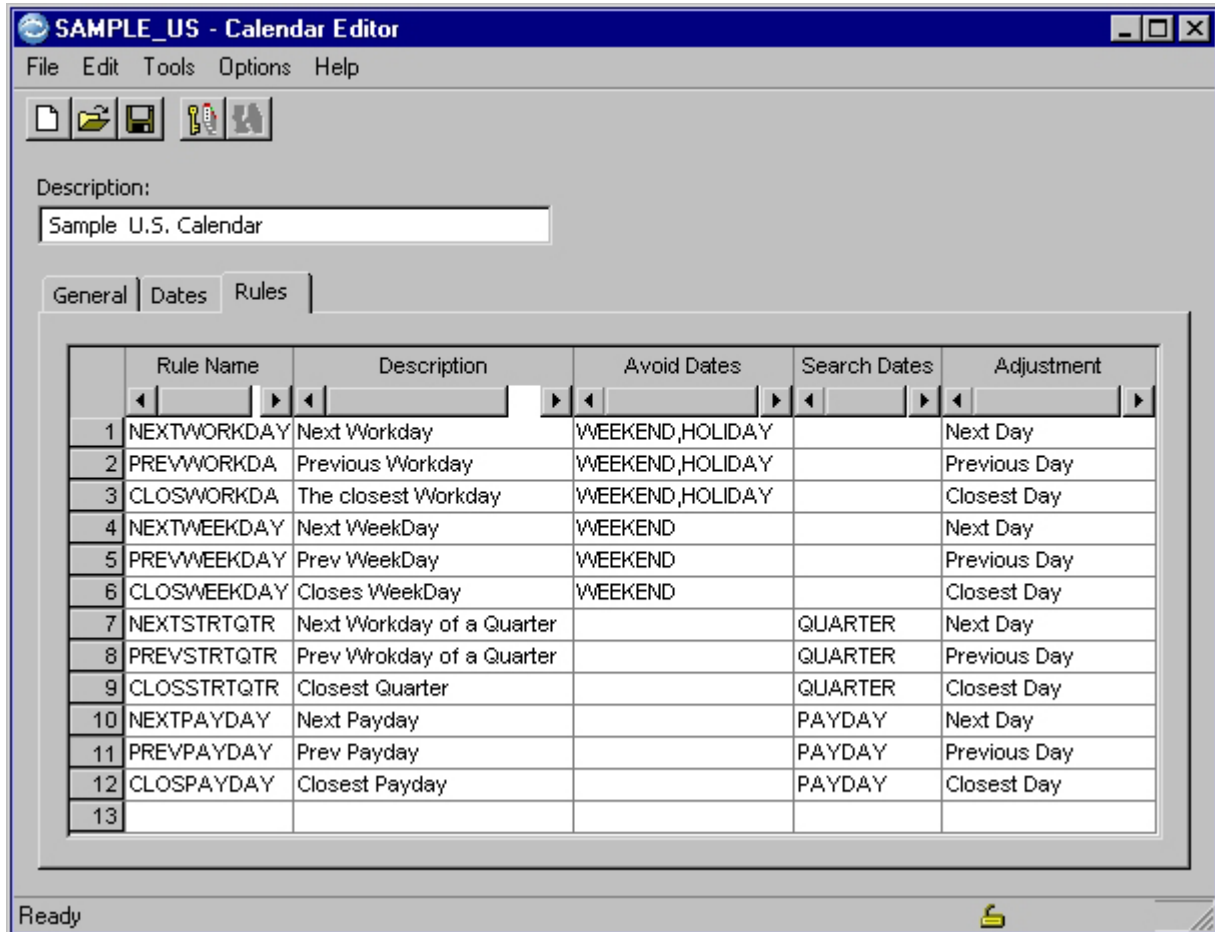 SAMPLE_US - Calendar Editor
File Edit Tools Options Help
Description:
Sample U.S. Calendar
General Dates Rules
Rule Name Description Avoid Dates Search Dates Adjustment
1 NEXTWORKDAY Next Workday WEEKEND,HOLIDAY Next Day
2 PREVWORKDA Previous Workday WEEKEND,HOLIDAY Previous Day
3 CLOSWORKDA The closest Workday WEEKEND,HOLIDAY Closest Day
4 NEXTWEEKDAY Next WeekDay WEEKEND Next Day
5 PREVWEEKDAY Prev WeekDay WEEKEND Previous Day
6 CLOSWEEKDAY Closes WeekDay WEEKEND Closest Day
7 NEXTSTRTQTR Next Workday of a Quarter QUARTER Next Day
8 PREVSTRTQTR Prev Wrokday of a Quarter QUARTER Previous Day
9 CLOSSTRTQTR Closest Quarter QUARTER Closest Day
10 NEXTPAYDAY Next Payday PAYDAY Next Day
11 PREVPAYDAY Prev Payday PAYDAY Previous Day
12 CLOSPAYDAY Closest Payday PAYDAY Closest Day
13
Ready